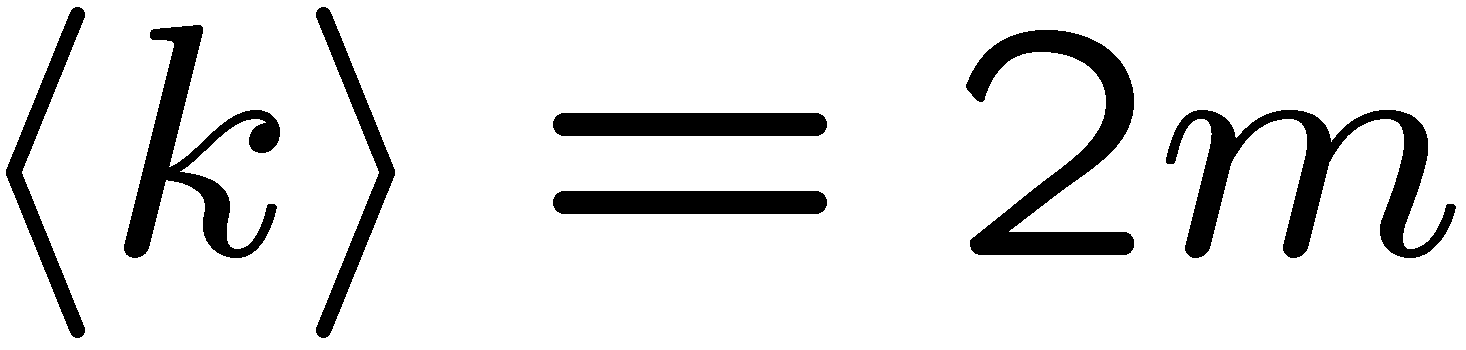 ⟨k⟩ = 2m